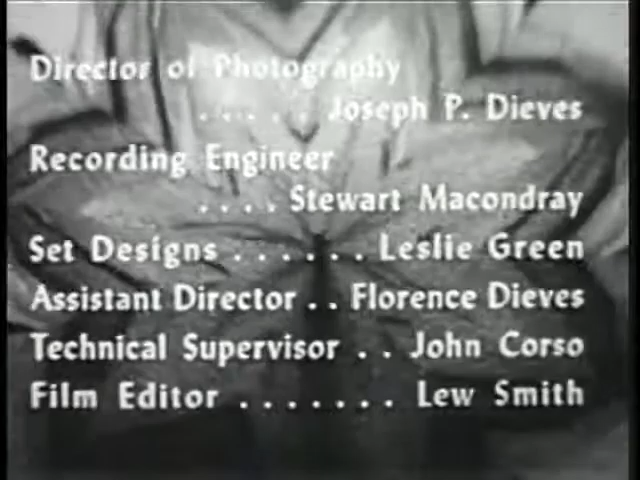 Director of Photography
. . . . . Joseph P. Dieves
Recording Engineer
. . . . Stewart Macondray
Set Designs . . . . . . Leslie Green
Assistant Director . . Florence Dieves
Technical Supervisor . . John Corso
Film Editor . . . . . . . Lew Smith